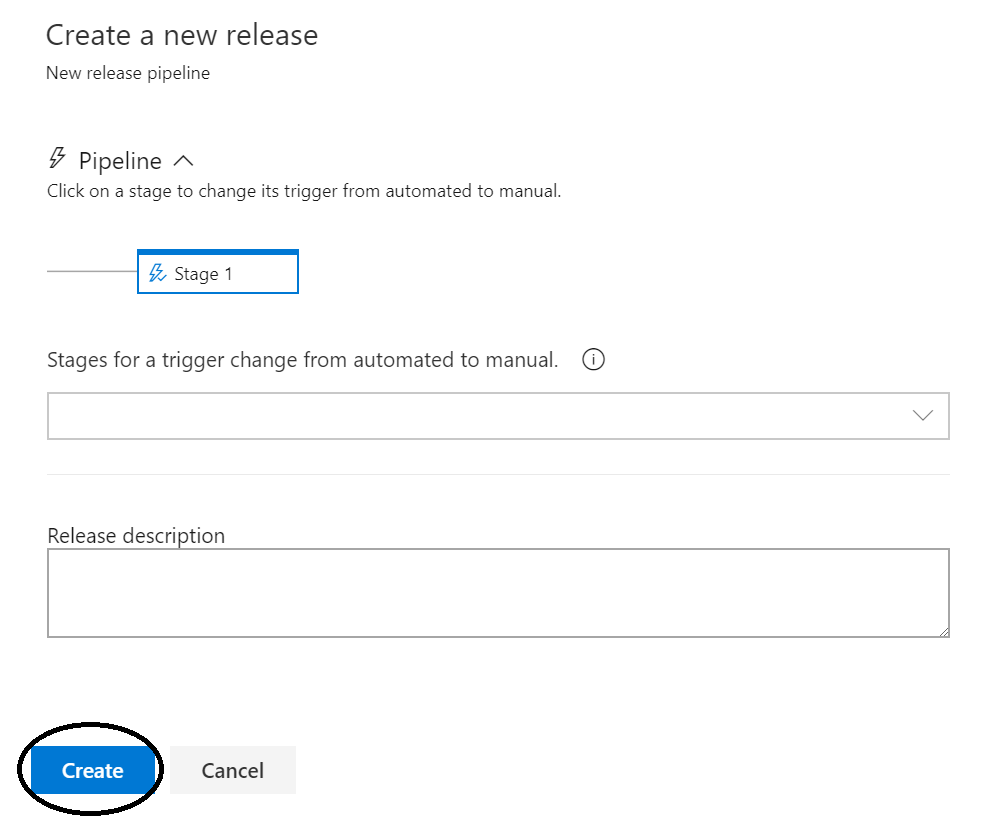 Create a new release
New release pipeline
Pipeline
Click on a stage to change its trigger from automated to manual.
Stage 1
Stages for a trigger change from automated to manual.
Release description
Create Cancel